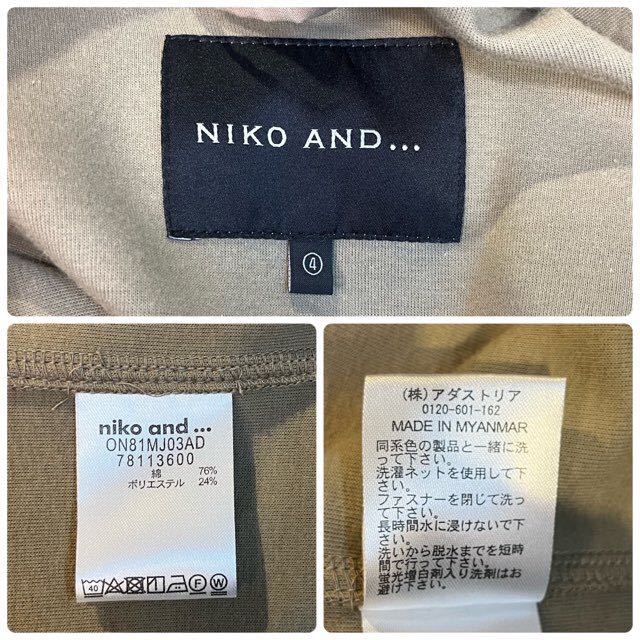 NIKO AND...
④
niko and ...
ON81MJ03AD
78113600
綿 76%
ポリエステル 24%
40
F
W
(株)アダストリア
0120-601-162
MADE IN MYANMAR
同系色の製品と一緒に洗
って下さい。
洗濯ネットを使用して下
さい。
ファスナーを閉じて洗っ
て下さい。
長時間水に浸けないで下
さい。
洗いから脱水までを短時
間で行って下さい。
蛍光増白剤入り洗剤はお
避け下さい。